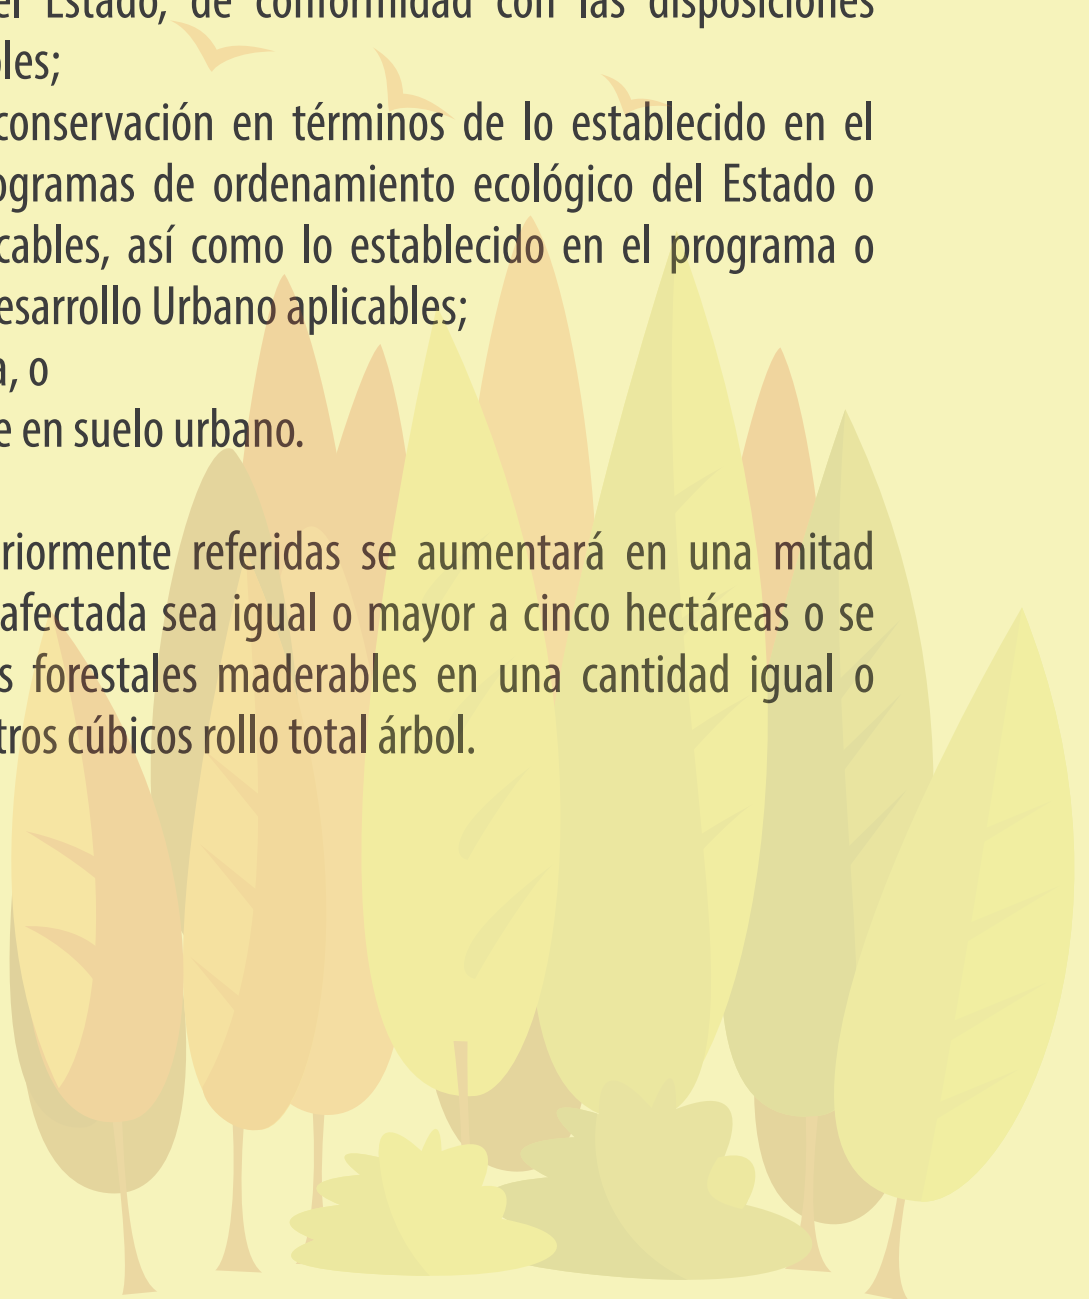 el Estado, de conformidad con las disposiciones
les;
conservación en términos de lo establecido en el
ogramas de ordenamiento ecológico del Estado o
cables, así como lo establecido en el programa o
esarrollo Urbano aplicables;
a, o
e en suelo urbano.
riormente referidas se aumentará en una mitad
afectada sea igual o mayor a cinco hectáreas o se
s forestales maderables en una cantidad igual o
tros cúbicos rollo total árbol.